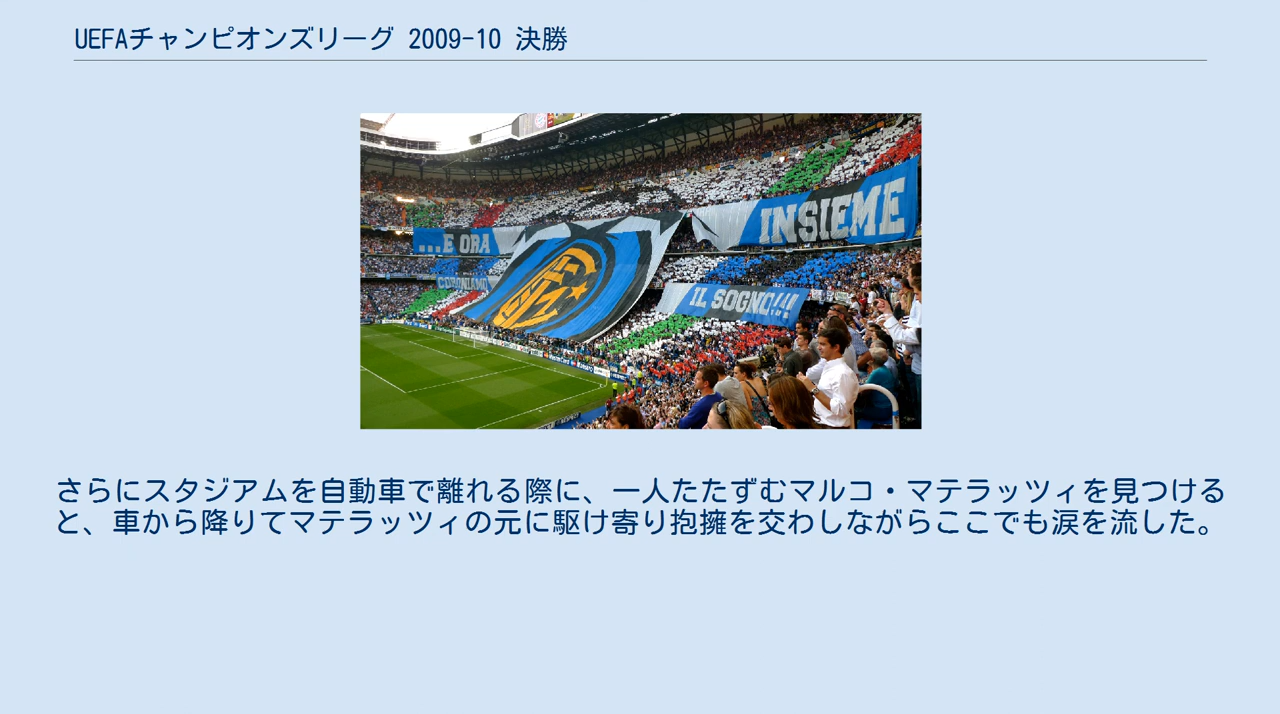 UEFAチャンピオンズリーグ 2009-10 決勝
...E ORA
INSIEME
IL SOGNO!!!
さらにスタジアムを自動車で離れる際に、一人たたずむマルコ・マテラッツィを見つける
と、車から降りてマテラッツィの元に駆け寄り抱擁を交わしながらここでも涙を流した。